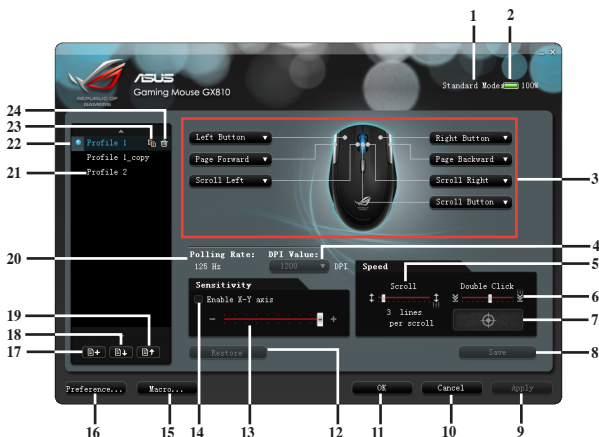 1 2
Standard Mode: 100%
REPUBLIC OF GAMERS
ASUS
Gaming Mouse GX810
24
23
22
21
Profile 1
Profile 1_copy
Profile 2
Left Button
Page Forward
Scroll Left
Right Button
Page Backward
Scroll Right
Scroll Button
3
20
Polling Rate:
125 Hz
DPI Value:
1200 DPI
4
Sensitivity
Enable X-Y axis
- +
Speed
5
Scroll
3 lines
per scroll
Double Click
6
7
19
18
17
Restore
Save
8
Preference...
Macro...
OK
Cancel
Apply
16 15 14 13 12 11 10 9